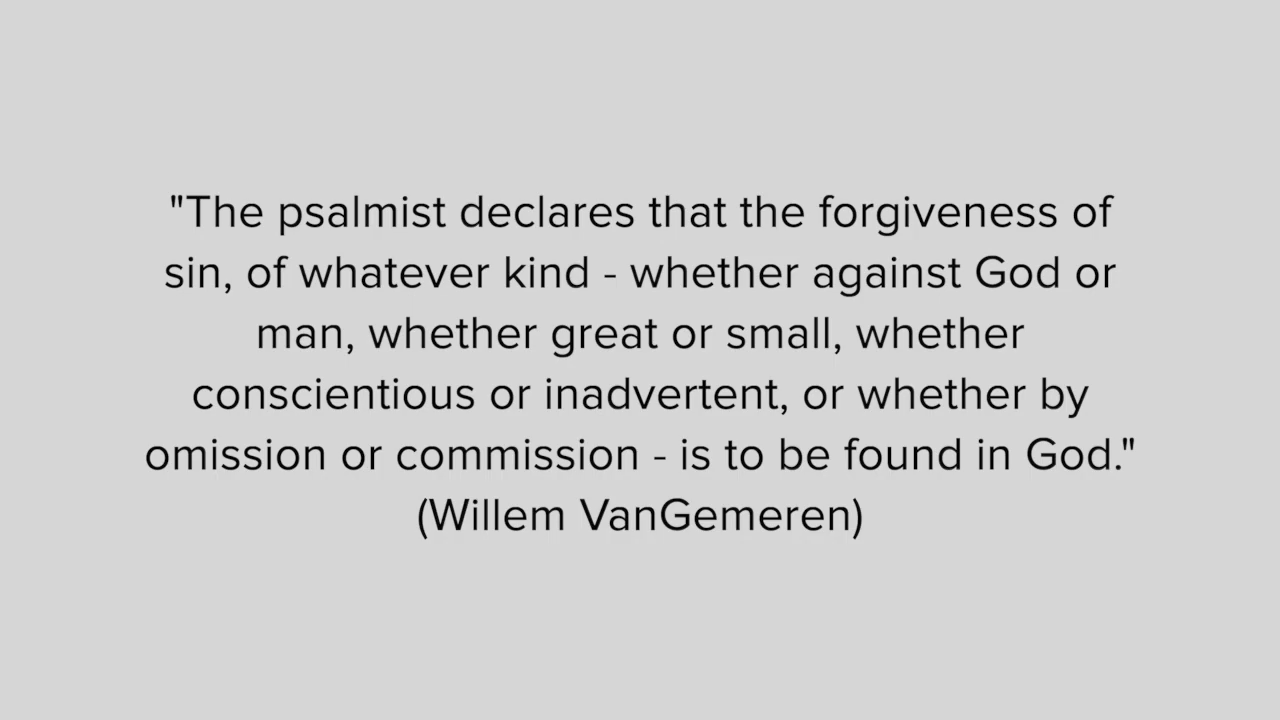 "The psalmist declares that the forgiveness of
sin, of whatever kind - whether against God or
man, whether great or small, whether
conscientious or inadvertent, or whether by
omission or commission - is to be found in God."
(Willem VanGemeren)